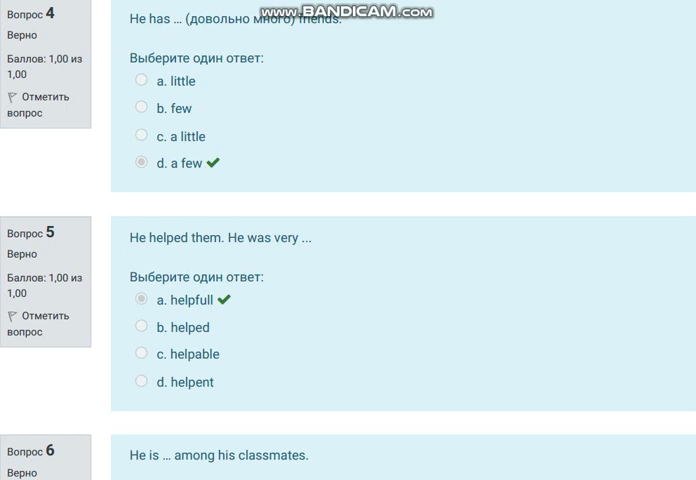 www.BANDICAM.com
Вопрос 4
Верно
Баллов: 1,00 из
1,00
Отметить
вопрос
He has ... (довольно много) friends.
Выберите один ответ:
a. little
b. few
c. a little
d. a few
Вопрос 5
Верно
Баллов: 1,00 из
1,00
Отметить
вопрос
He helped them. He was very ...
Выберите один ответ:
a. helpfull
b. helped
c. helpable
d. helpent
Вопрос 6
Верно
He is ... among his classmates.